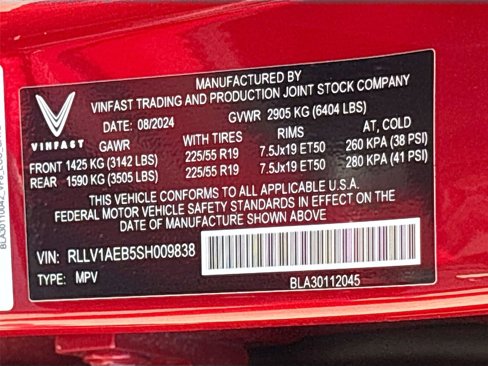 MANUFACTURED BY
VINFAST TRADING AND PRODUCTION JOINT STOCK COMPANY
DATE: 08/2024 GVWR 2905 KG (6404 LBS)
VINFAST
GAWR WITH TIRES RIMS AT, COLD
FRONT 1425 KG (3142 LBS) 225/55 R19 7.5Jx19 ET50 260 KPA (38 PSI)
REAR 1590 KG (3505 LBS) 225/55 R19 7.5Jx19 ET50 280 KPA (41 PSI)
THIS VEHICLE CONFORMS TO ALL APPLICABLE U.S.A.
FEDERAL MOTOR VEHICLE SAFETY STANDARDS IN EFFECT ON
DATE OF MANUFACTURE SHOWN ABOVE
VIN: RLLV1AEB5SH009838
TYPE: MPV
BLA30112045